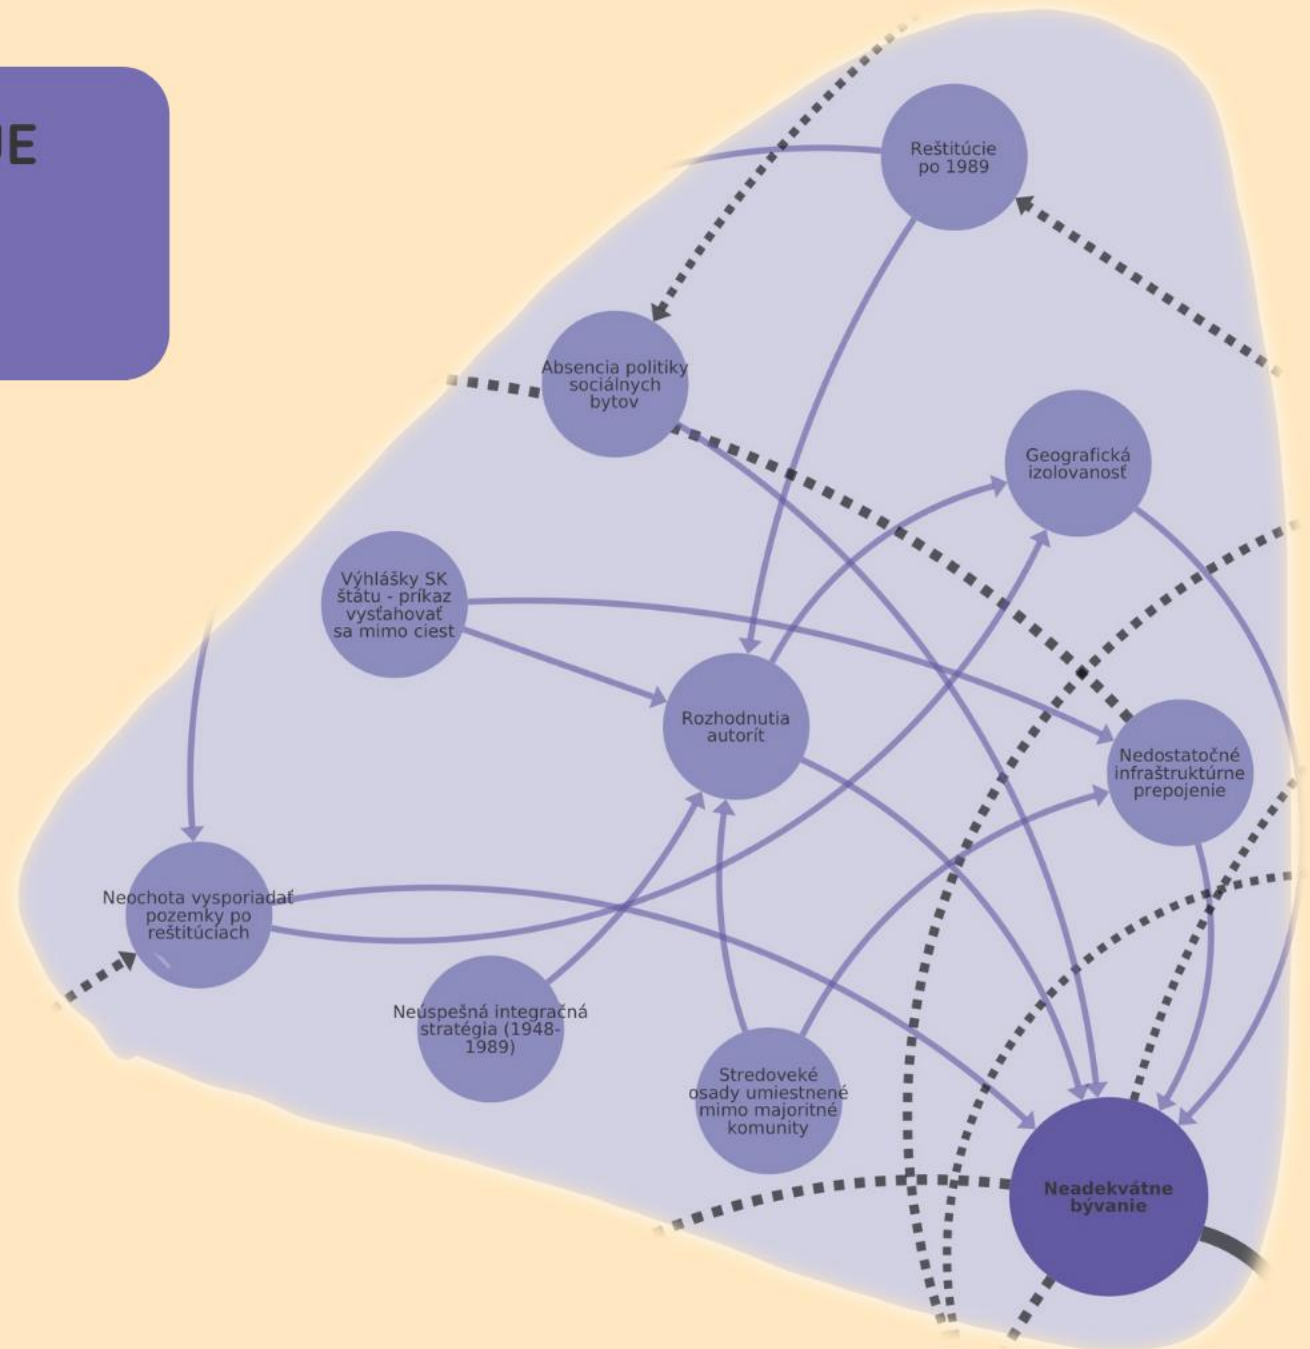 Reštitúcie
po 1989
Absencia politiky
sociálnych
bytov
Geografická
izolovanosť
Výhlášky SK
štátu - príkaz
vysťahovať
sa mimo ciest
Rozhodnutia
autorít
Nedostatočné
infraštruktúrne
prepojenie
Neochota vysporiadať
pozemky po
reštitúciach
Neúspešná integračná
stratégia (1948-
1989)
Stredoveké
osady umiestnené
mimo majoritné
komunity
Neadekvátne
bývanie